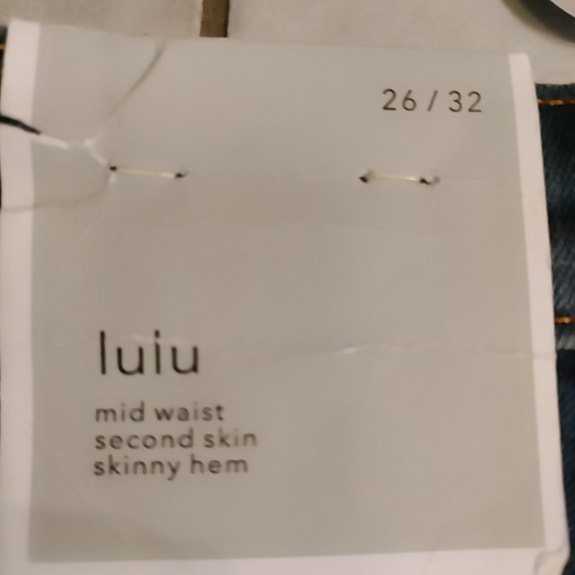 26 / 32
luiu
mid waist
second skin
skinny hem